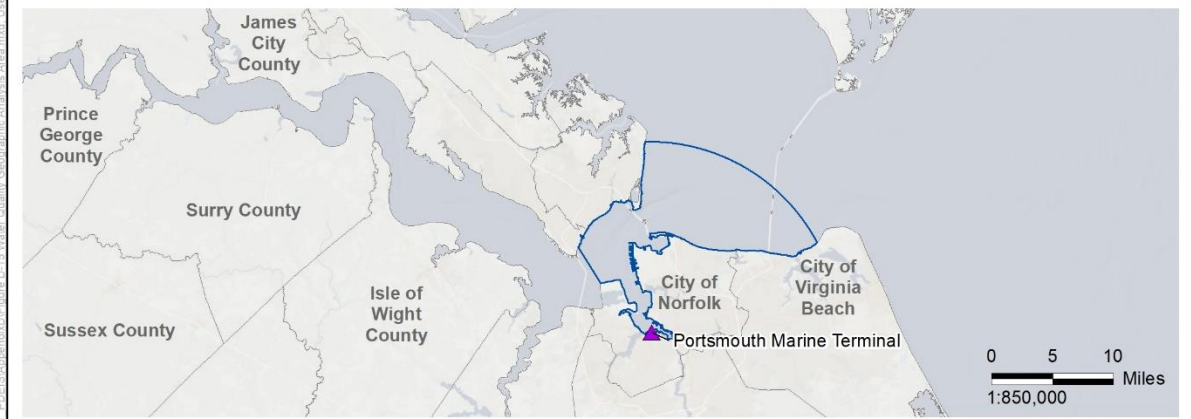 James
City
County
Prince
George
County
Surry County
Isle of
Wight
County
Sussex County
City of
Norfolk
City of
Virginia
Beach
Portsmouth Marine Terminal
0 5 10
Miles
1:850,000